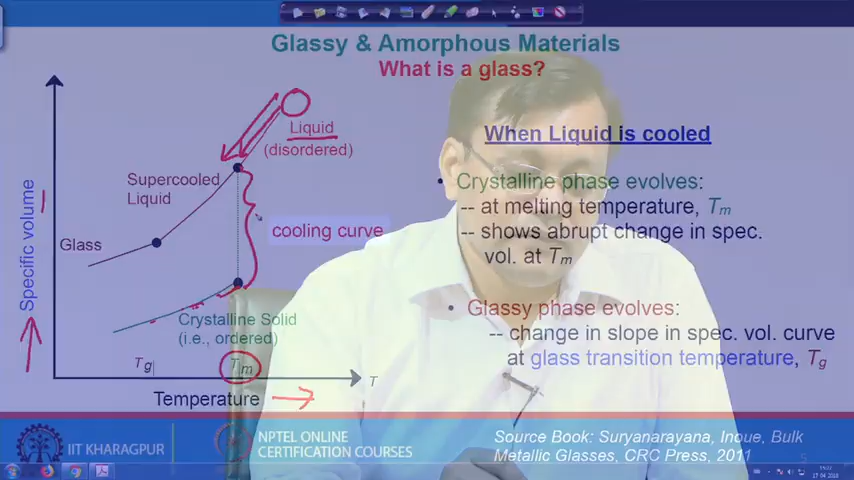 Glassy & Amorphous Materials
What is a glass?
Liquid
(disordered)
Supercooled
Liquid
Glass
cooling curve
Crystalline Solid
(i.e., ordered)
Specific volume
Tg
Tm
T
Temperature
When Liquid is cooled
• Crystalline phase evolves:
-- at melting temperature, Tm
-- shows abrupt change in spec.
vol. at Tm
• Glassy phase evolves:
-- change in slope in spec. vol. curve
at glass transition temperature, Tg
IIT KHARAGPUR
NPTEL ONLINE
CERTIFICATION COURSES
Source Book: Suryanarayana, Inoue, Bulk
Metallic Glasses, CRC Press, 2011
5